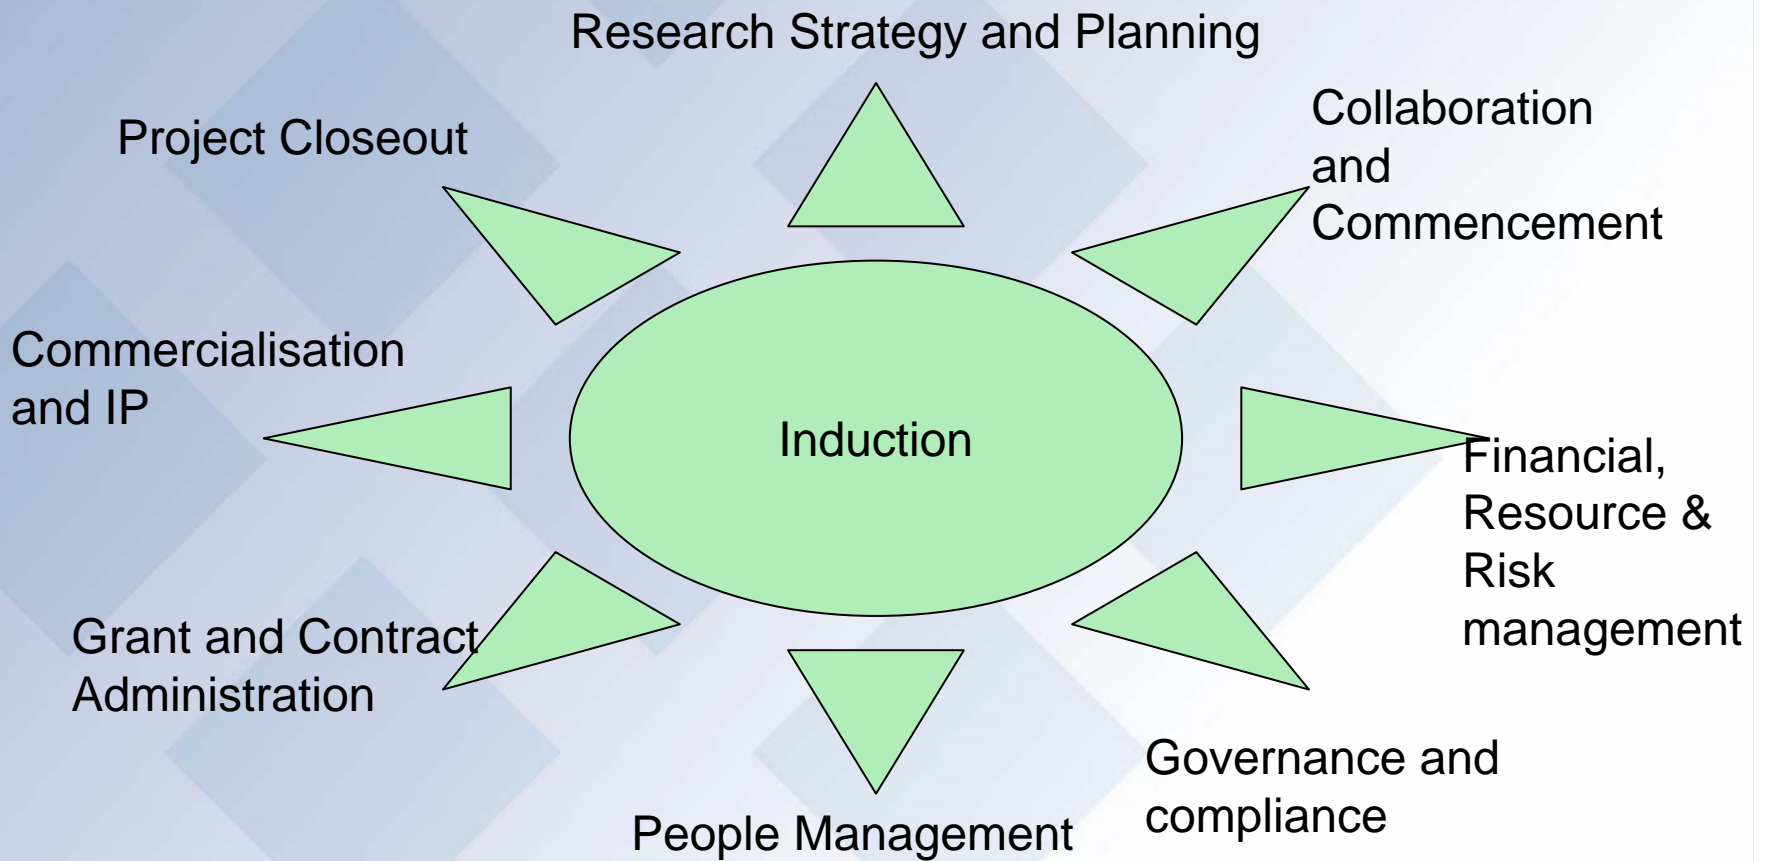 Research Strategy and Planning
Collaboration
and
Commencement
Project Closeout
Commercialisation
and IP
Induction
Financial,
Resource &
Risk
management
Grant and Contract
Administration
Governance and
compliance
People Management